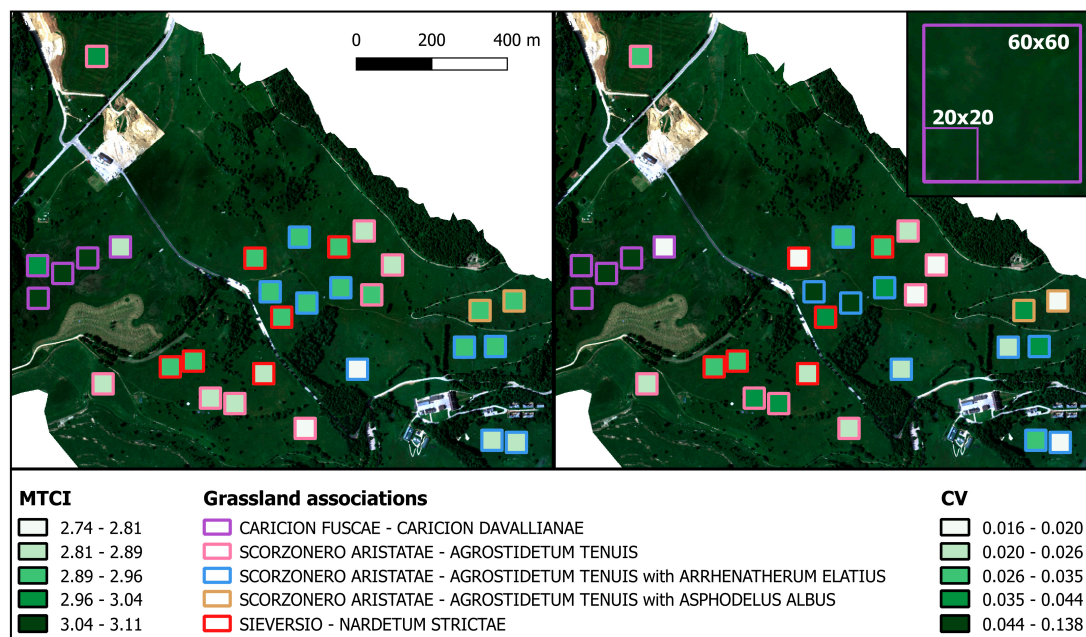 0 200 400 m
60x60
20x20
MTCI
2.74 - 2.81
2.81 - 2.89
2.89 - 2.96
2.96 - 3.04
3.04 - 3.11
Grassland associations
CARICION FUSCAE - CARICION DAVALLIANAE
SCORZONERO ARISTATAE - AGROSTIDETUM TENUIS
SCORZONERO ARISTATAE - AGROSTIDETUM TENUIS with ARRHENATHERUM ELATIUS
SCORZONERO ARISTATAE - AGROSTIDETUM TENUIS with ASPHODELUS ALBUS
SIEVERSIO - NARDETUM STRICTAE
CV
0.016 - 0.020
0.020 - 0.026
0.026 - 0.035
0.035 - 0.044
0.044 - 0.138